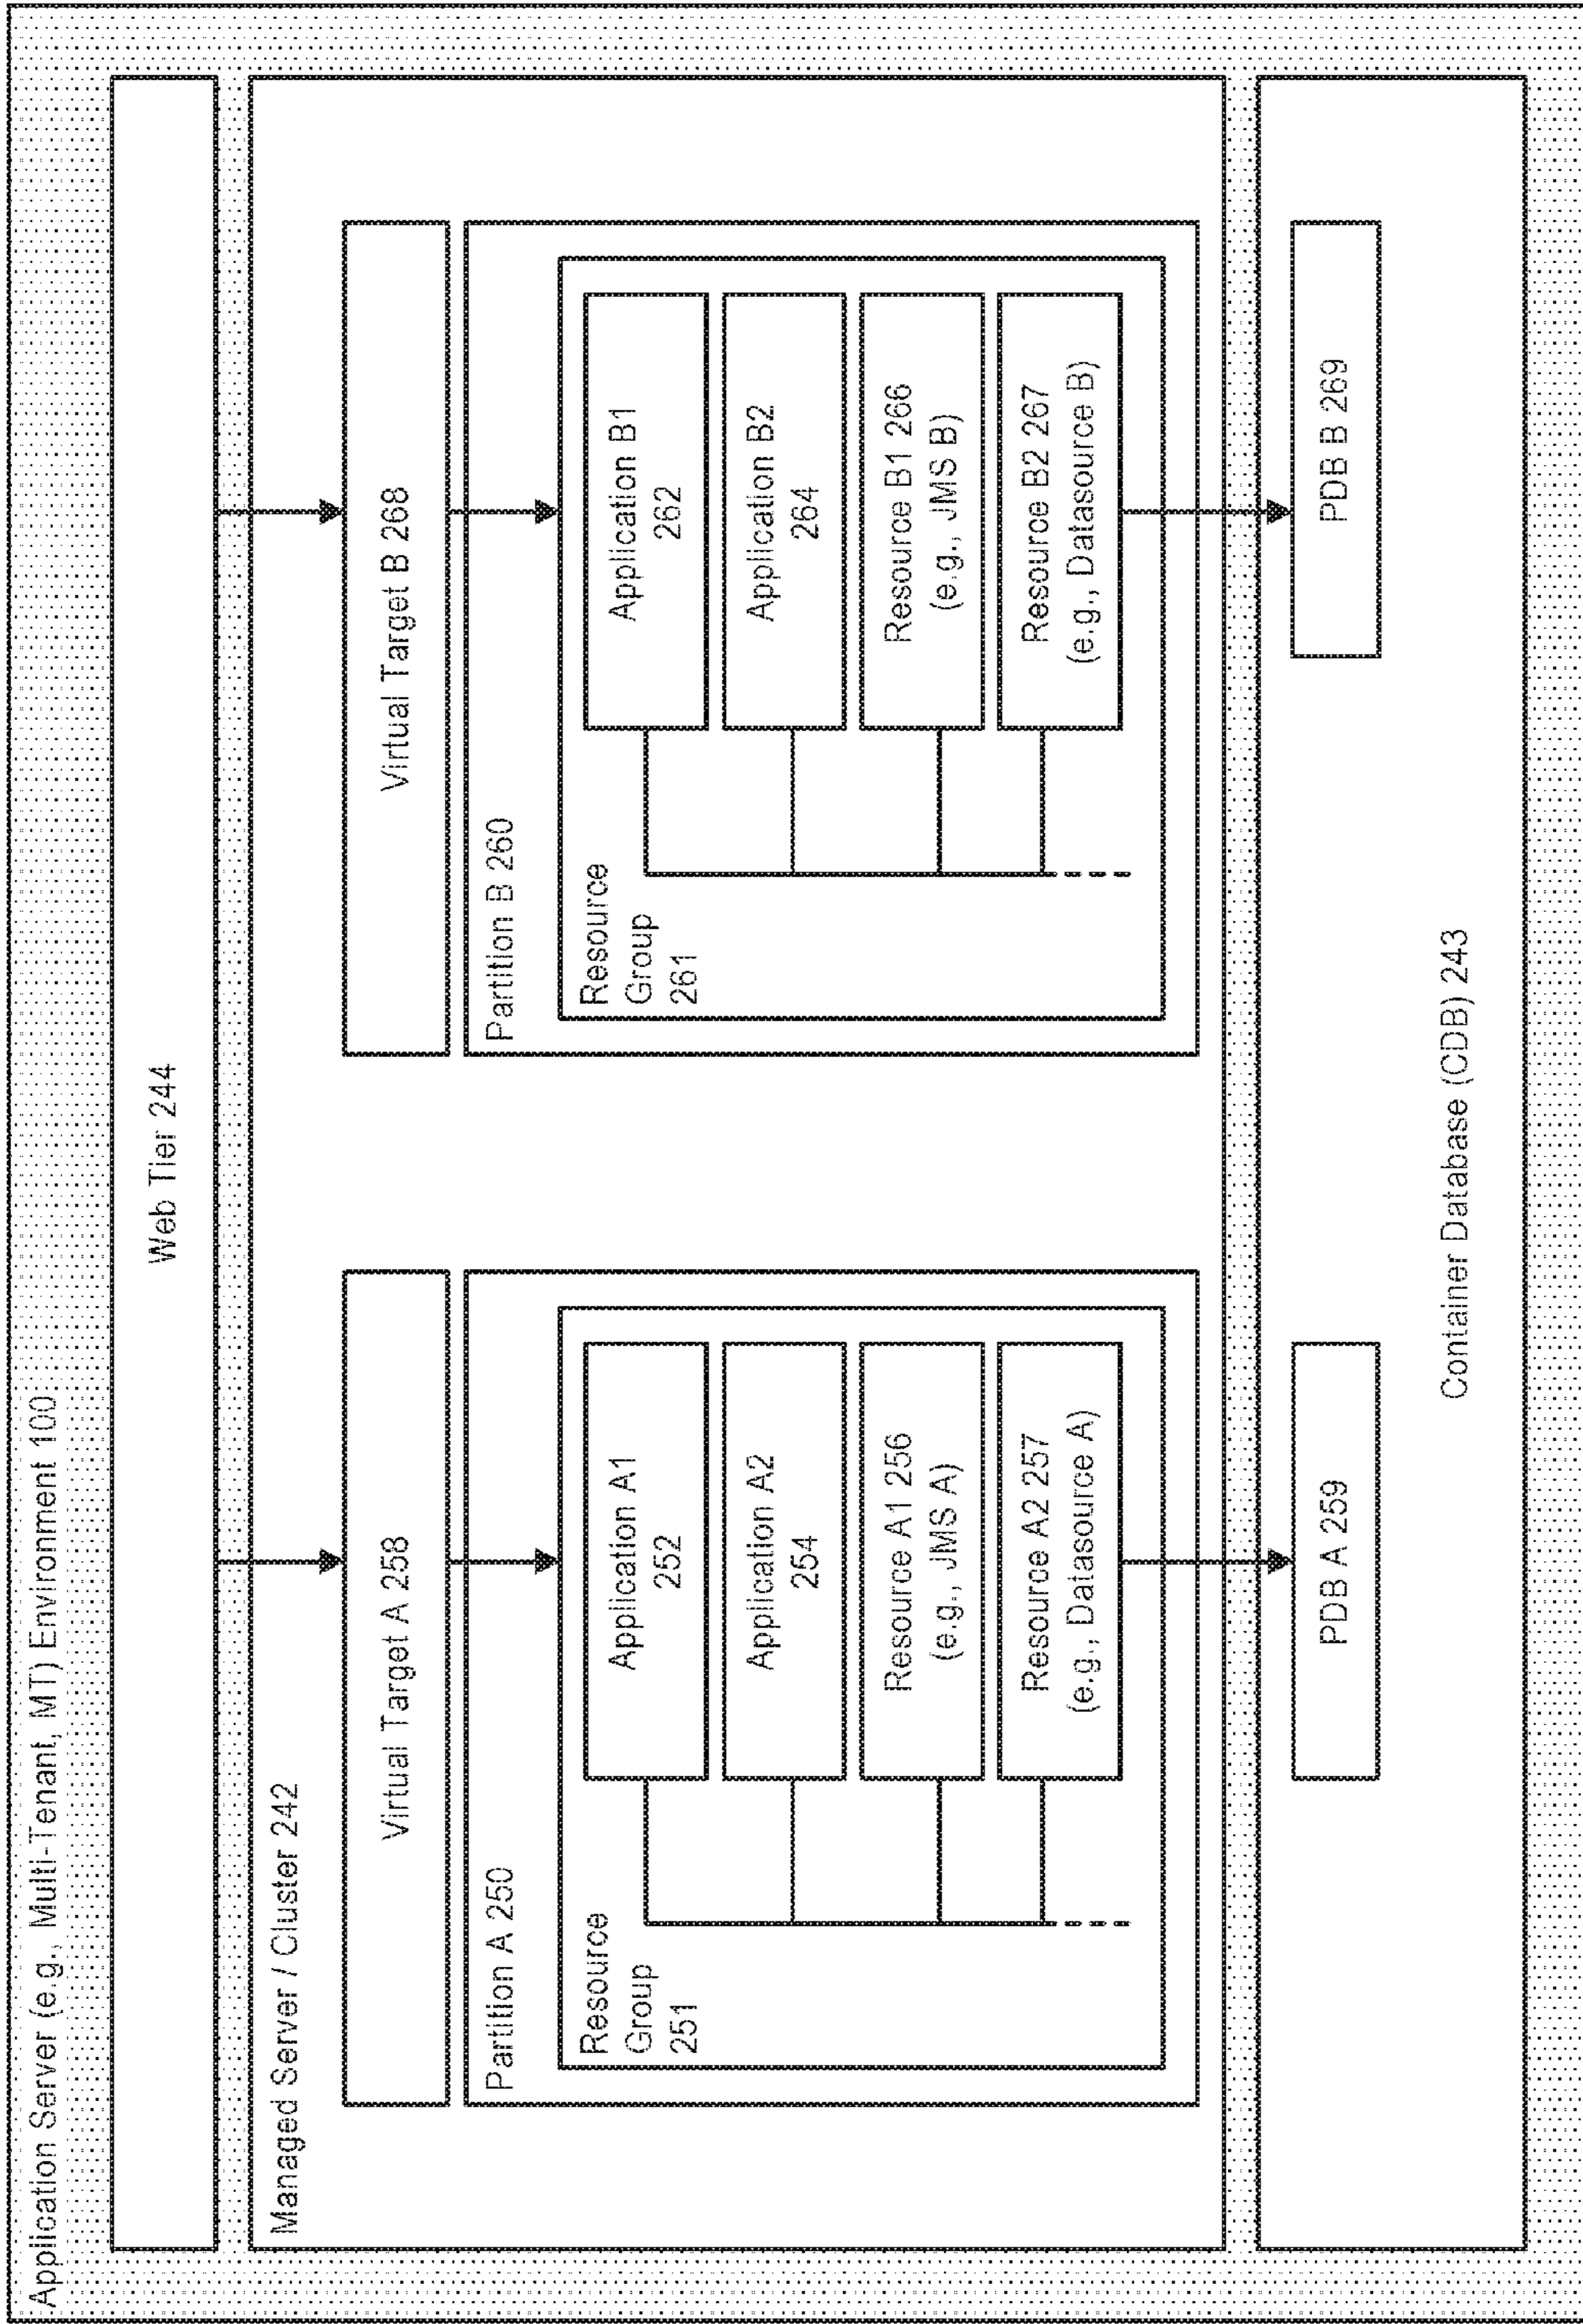 Application Server (e.g., Multi-Tenant, MT) Environment 100
Web Tier 244
Managed Server / Cluster 242
Virtual Target A 258
Partition A 250
Resource
Group
251
Application A1
252
Application A2
254
Resource A1 256
(e.g., JMS A)
Resource A2 257
(e.g., Datasource A)
Virtual Target B 268
Partition B 260
Resource
Group
261
Application B1
262
Application B2
264
Resource B1 266
(e.g., JMS B)
Resource B2 267
(e.g., Datasource B)
PDB A 259
PDB B 269
Container Database (CDB) 243